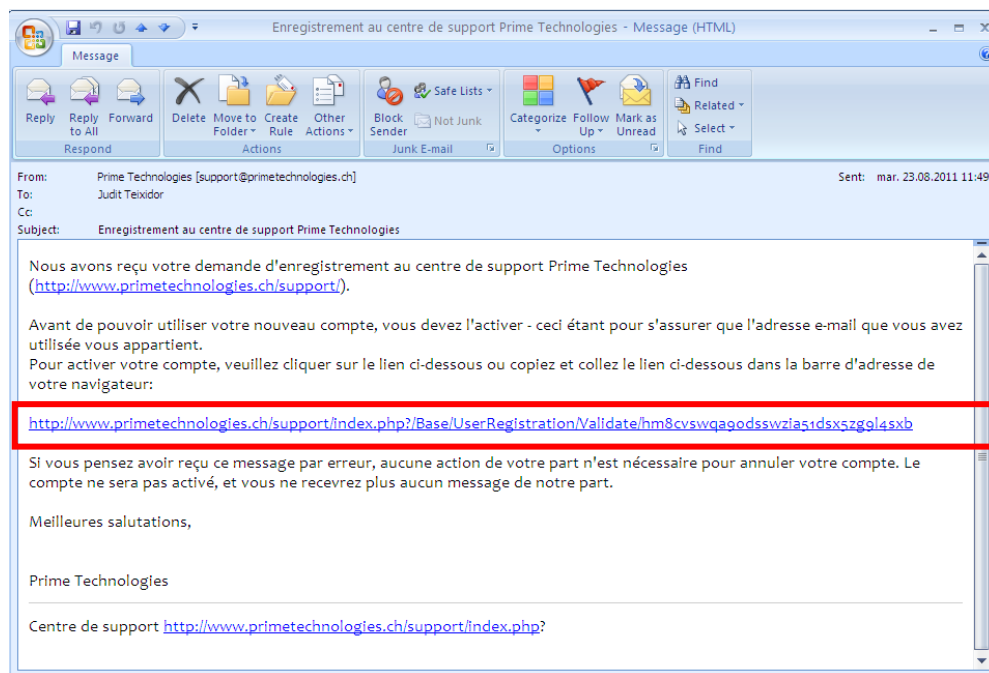 Enregistrement au centre de support Prime Technologies - Message (HTML)
Message
Reply
Reply to All
Forward
Respond
Delete
Move to Folder
Create Rule
Other Actions
Actions
Block Sender
Safe Lists
Not Junk
Junk E-mail
Categorize
Follow Up
Mark as Unread
Options
Find
Related
Select
Find
From: Prime Technologies [support@primetechnologies.ch]
Sent: mar. 23.08.2011 11:49
To: Judit Teixidor
Cc:
Subject: Enregistrement au centre de support Prime Technologies
Nous avons reçu votre demande d'enregistrement au centre de support Prime Technologies
(http://www.primetechnologies.ch/support/).
Avant de pouvoir utiliser votre nouveau compte, vous devez l'activer - ceci étant pour s'assurer que l'adresse e-mail que vous avez
utilisée vous appartient.
Pour activer votre compte, veuillez cliquer sur le lien ci-dessous ou copiez et collez le lien ci-dessous dans la barre d'adresse de
votre navigateur:
http://www.primetechnologies.ch/support/index.php?/Base/UserRegistration/Validate/hm8cvswqa90dsswzia51dsx5zg9l4sxb
Si vous pensez avoir reçu ce message par erreur, aucune action de votre part n'est nécessaire pour annuler votre compte. Le
compte ne sera pas activé, et vous ne recevrez plus aucun message de notre part.
Meilleures salutations,
Prime Technologies
Centre de support http://www.primetechnologies.ch/support/index.php?